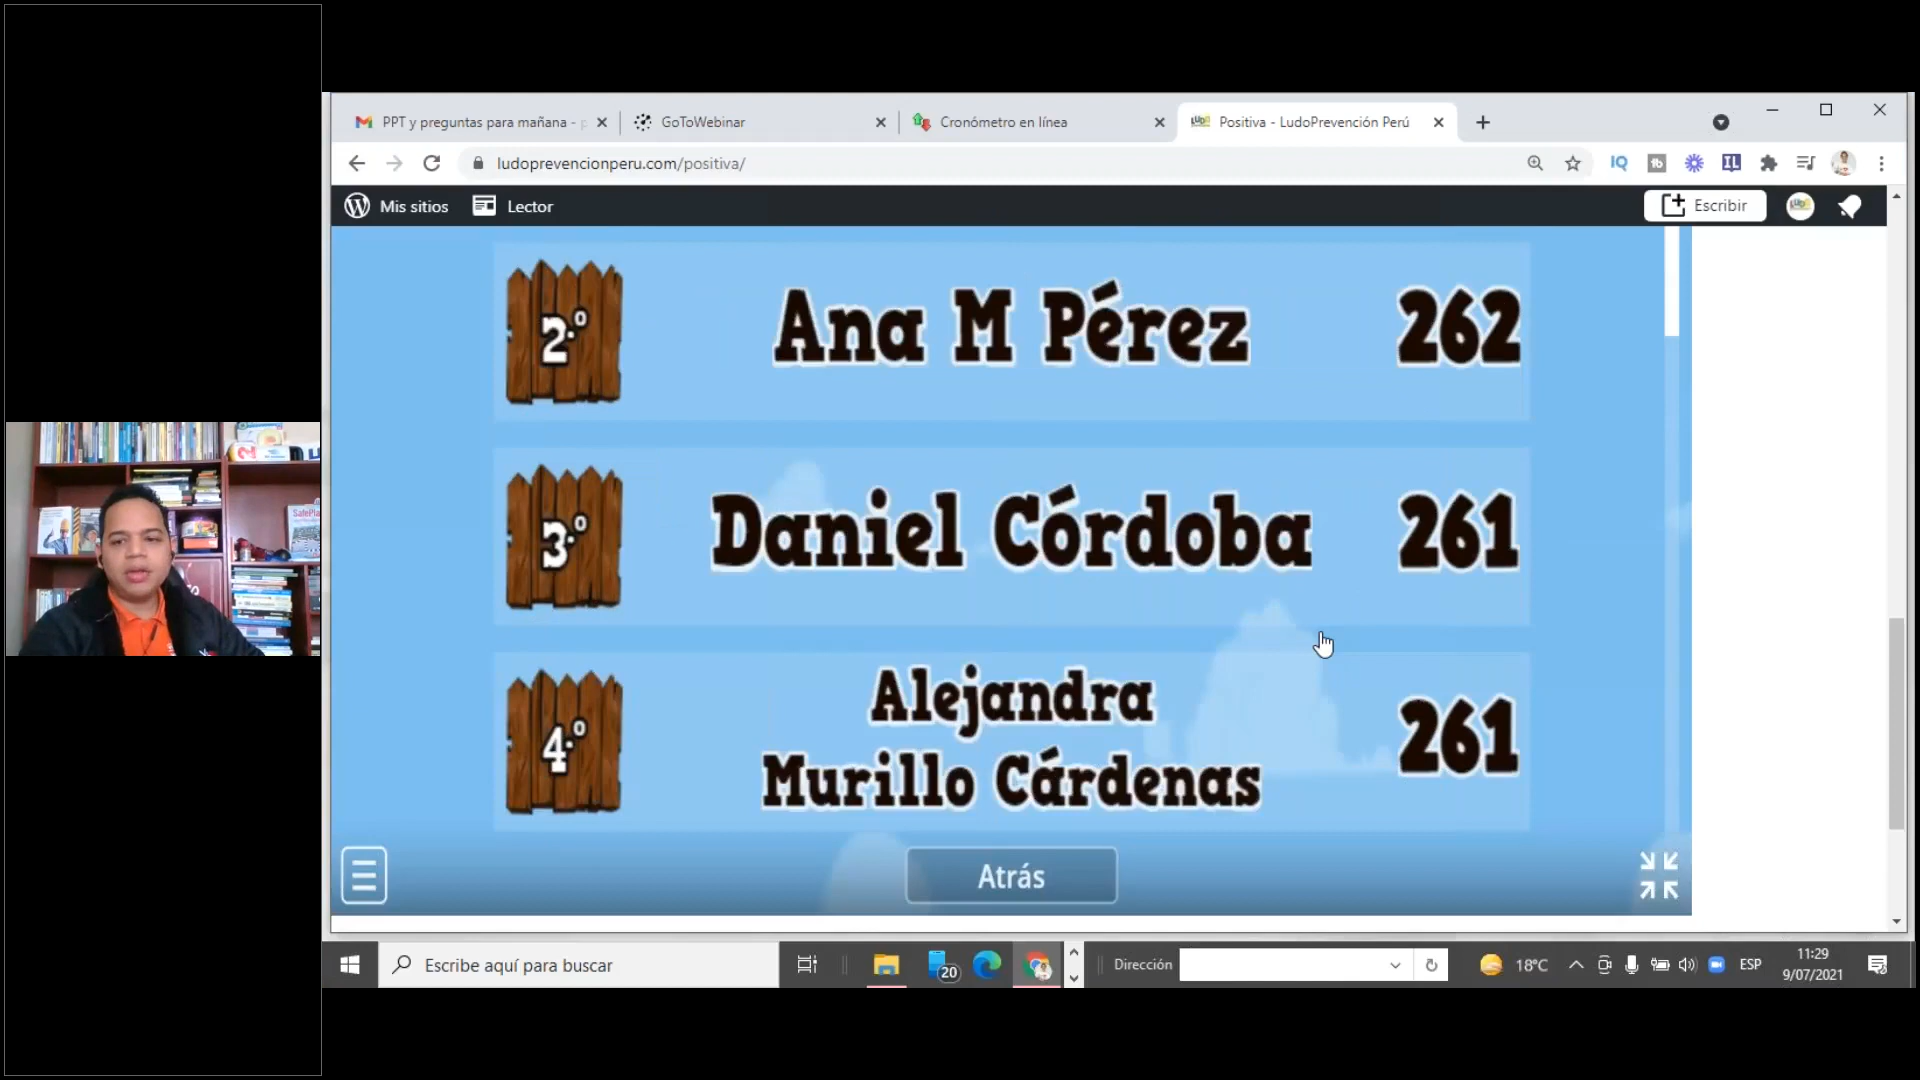 PPT y preguntas para mañana - p
GoToWebinar
Cronómetro en línea
Positiva - LudoPrevención Perú
ludoprevencionperu.com/positiva/
Mis sitios
Lector
Escribir
2.º
Ana M Pérez
262
3.º
Daniel Córdoba
261
4.º
Alejandra
Murillo Cárdenas
261
Atrás
Escribe aquí para buscar
20
Dirección
18°C
ESP
11:29
9/07/2021